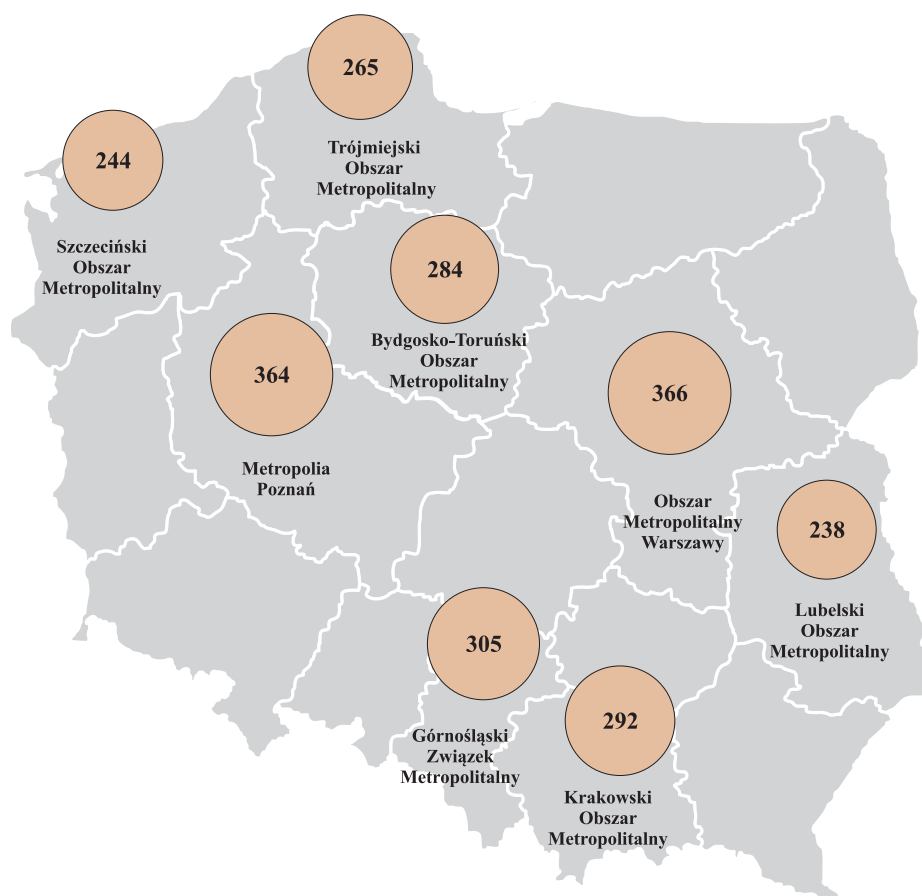 265
Trójmiejski
Obszar
Metropolitalny
244
Szczeciński
Obszar
Metropolitalny
284
Bydgosko-Toruński
Obszar
Metropolitalny
364
Metropolia
Poznań
366
Obszar
Metropolitalny
Warszawy
238
Lubelski
Obszar
Metropolitalny
305
Górnośląski
Związek
Metropolitalny
292
Krakowski
Obszar
Metropolitalny